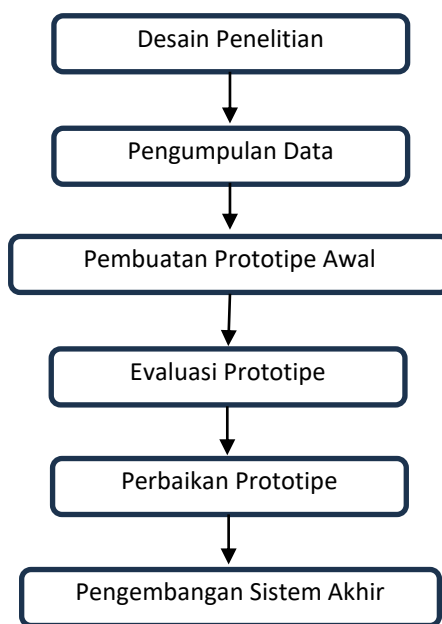 Desain Penelitian
Pengumpulan Data
Pembuatan Prototipe Awal
Evaluasi Prototipe
Perbaikan Prototipe
Pengembangan Sistem Akhir